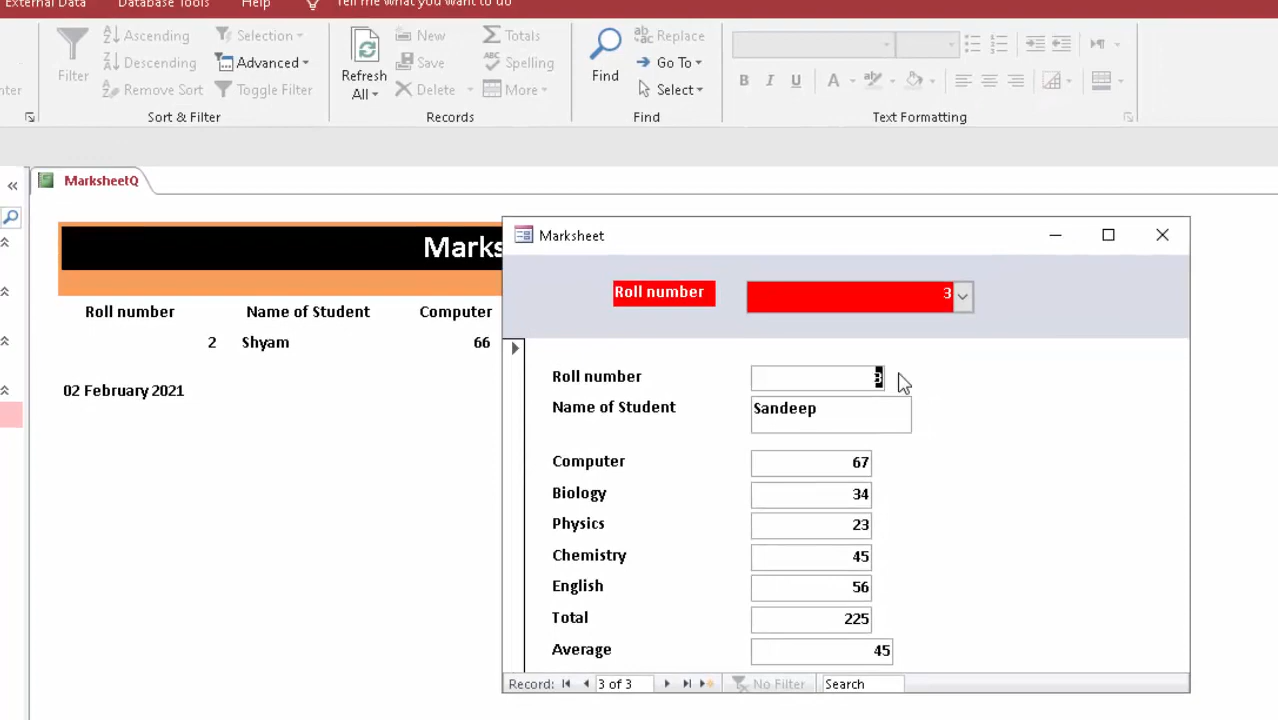 External Data Database Tools Help Tell me what you want to do
Filter Ascending Descending Remove Sort Selection Advanced Toggle Filter
Sort & Filter
Refresh All New Save Delete Totals Spelling More
Records
Find Replace Go To Select
Find
B I U A
Text Formatting
MarksheetQ
Roll number Name of Student Computer
2 Shyam 66
02 February 2021
Marksheet
Roll number 3
Roll number 3
Name of Student Sandeep
Computer 67
Biology 34
Physics 23
Chemistry 45
English 56
Total 225
Average 45
Record: 3 of 3 No Filter Search